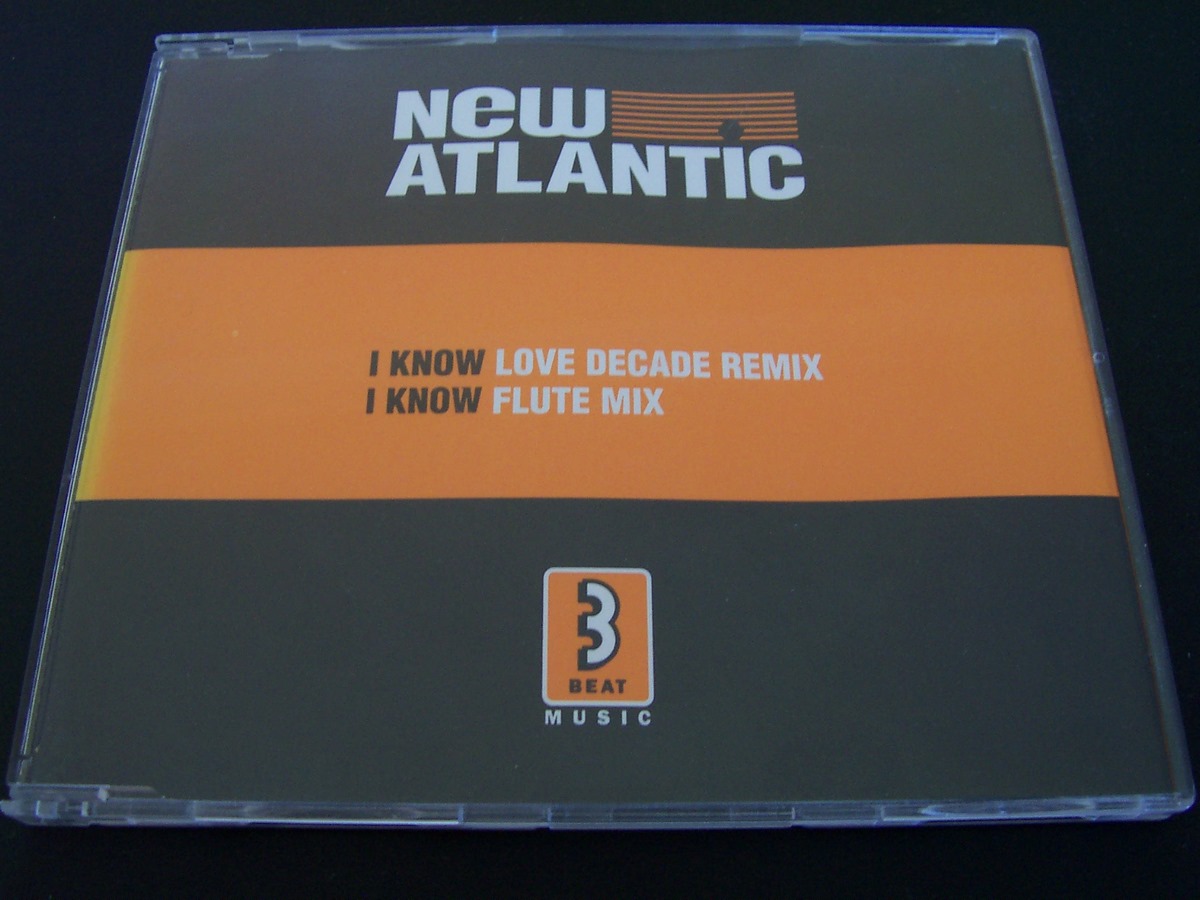 NeW
ATLANTiC
I KNOW LOVE DECADE REMIX
I KNOW FLUTE MIX
3
BEAT
MUSIC